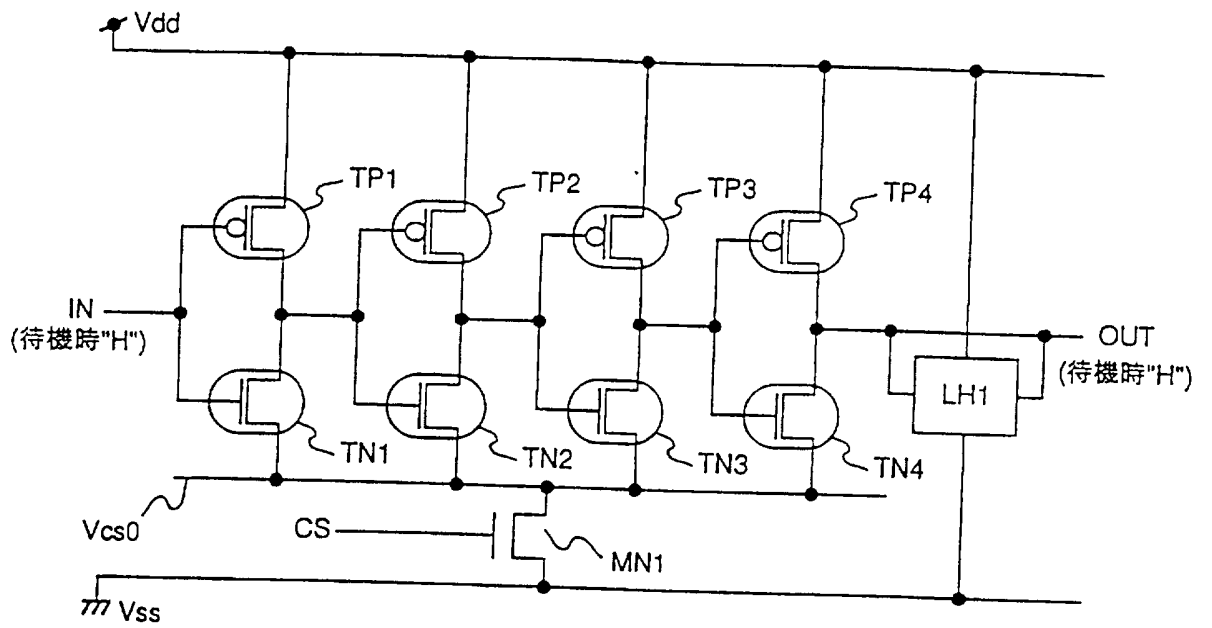 Vdd
TP1
TP2
TP3
TP4
IN
(待機時"H")
OUT
(待機時"H")
LH1
TN1
TN2
TN3
TN4
Vcs0
CS
MN1
Vss